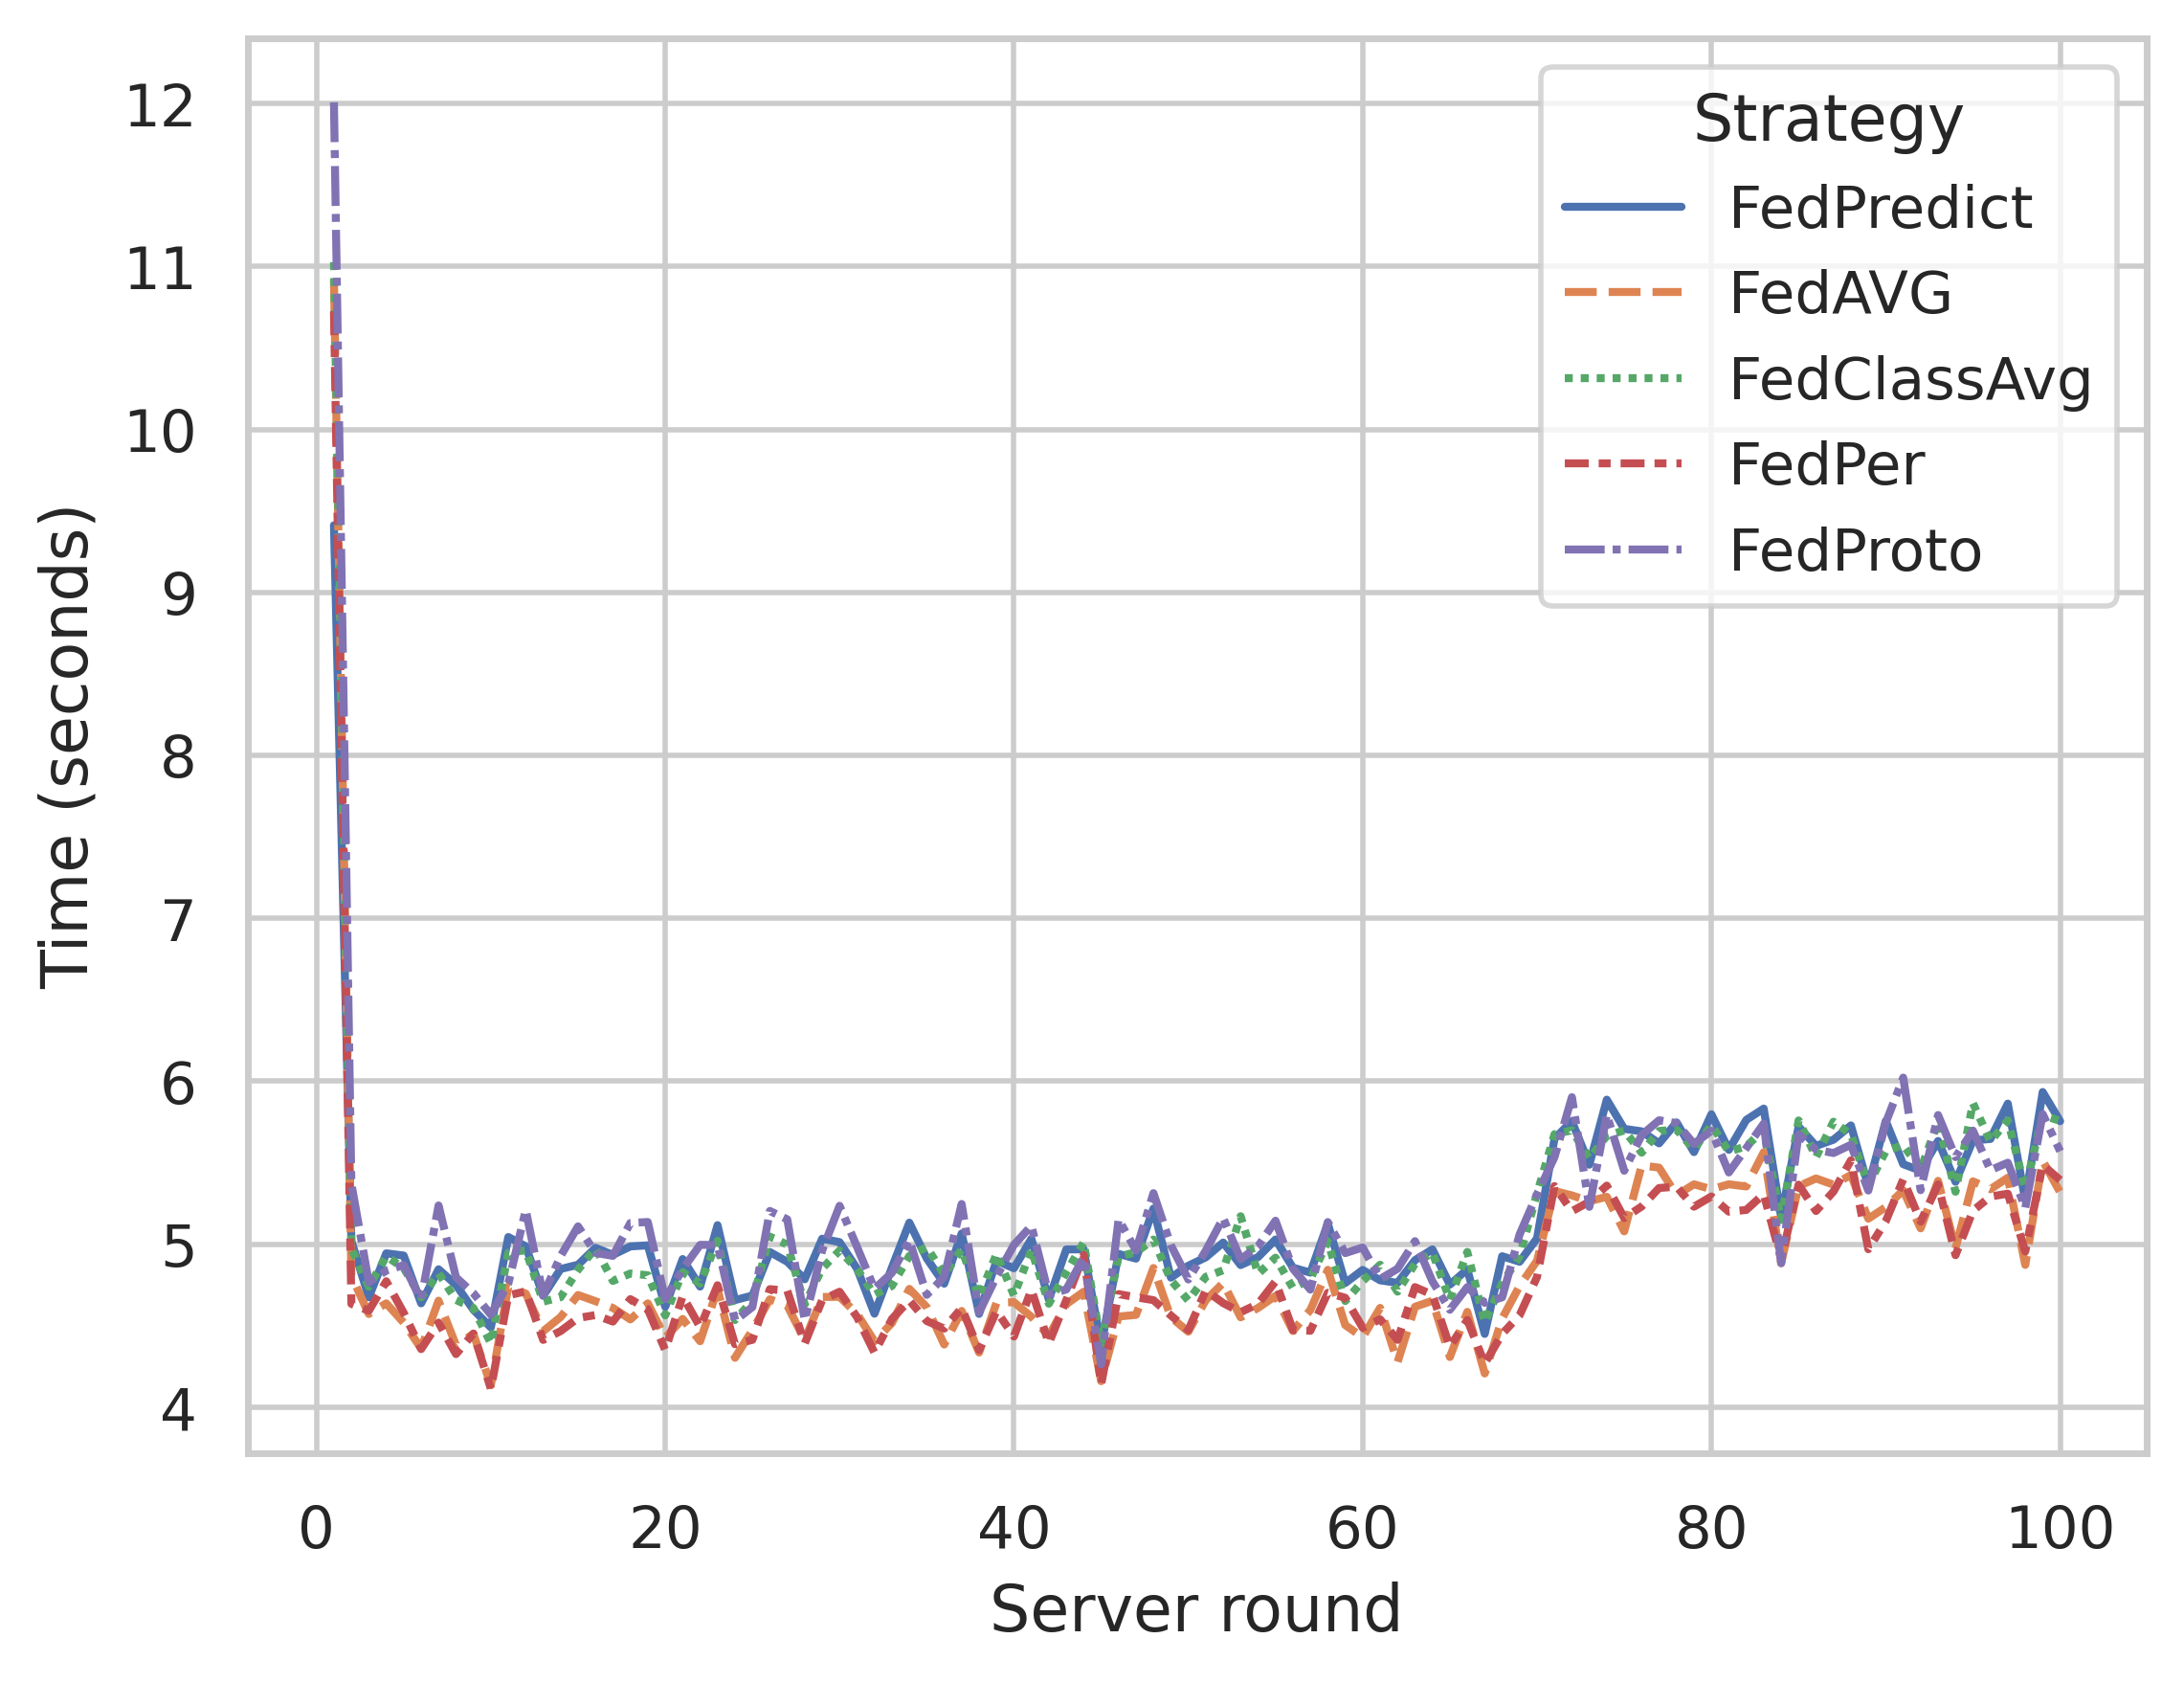 12
11
10
9
8
7
6
5
4
Time (seconds)
Strategy
FedPredict
FedAVG
FedClassAvg
FedPer
FedProto
0 20 40 60 80 100
Server round